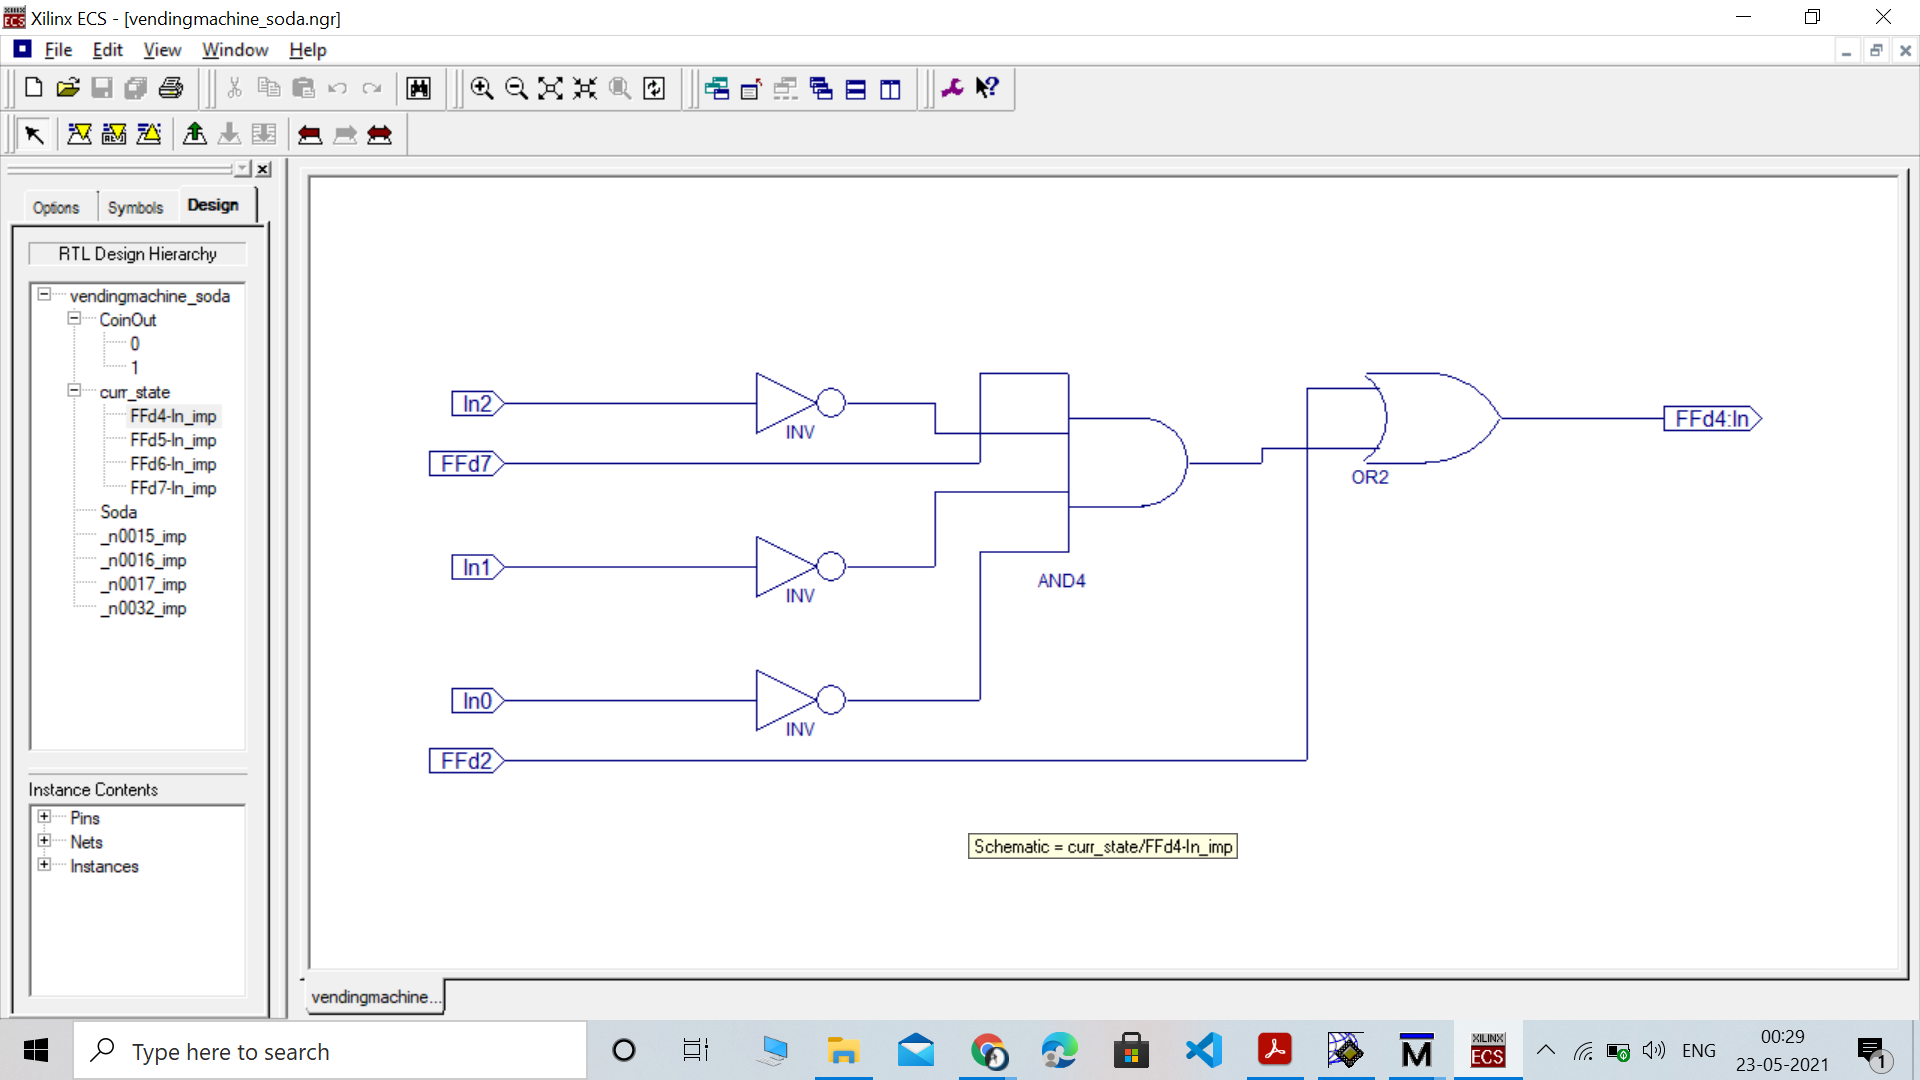 Xilinx ECS - [vendingmachine_soda.ngr]
File Edit View Window Help
Options Symbols Design
RTL Design Hierarchy
vendingmachine_soda
CoinOut
0
1
curr_state
FFd4-In_imp
FFd5-In_imp
FFd6-In_imp
FFd7-In_imp
Soda
_n0015_imp
_n0016_imp
_n0017_imp
_n0032_imp
Instance Contents
Pins
Nets
Instances
In2
INV
FFd7
In1
INV
AND4
In0
INV
FFd2
OR2
FFd4:In
Schematic = curr_state/FFd4-In_imp
vendingmachine...
Type here to search
M
XILINX
ECS
ENG
00:29
23-05-2021
1